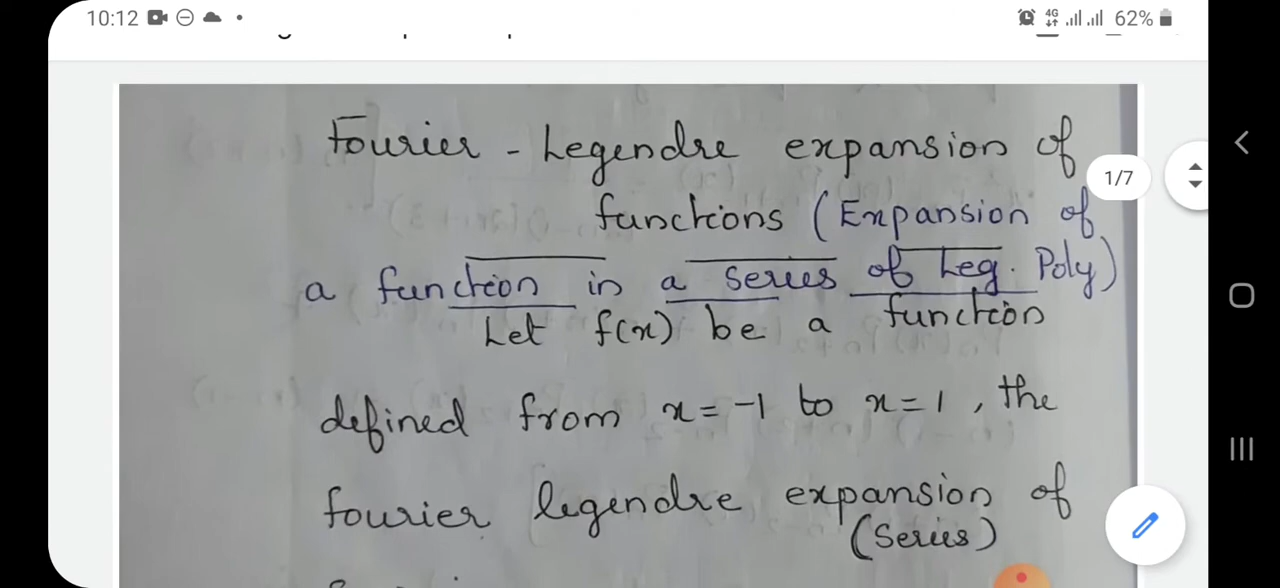 10:12
4G
62%
Fourier - Legendre expansion of
1/7
functions (Expansion of
a function in a series of Leg. Poly)
Let f(x) be a function
defined from x = -1 to x = 1, the
fourier legendre expansion of
(Series)